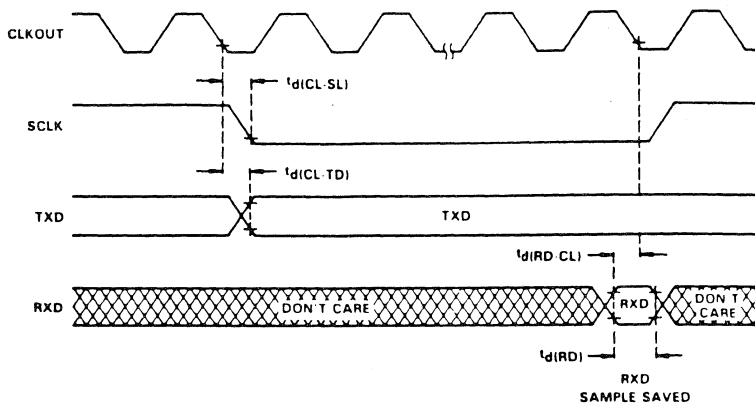 CLKOUT
td(CL-SL)
SCLK
td(CL-TD)
TXD
TXD
td(RD-CL)
RXD
DON'T CARE
RXD
DON'T
CARE
td(RD)
RXD
SAMPLE SAVED